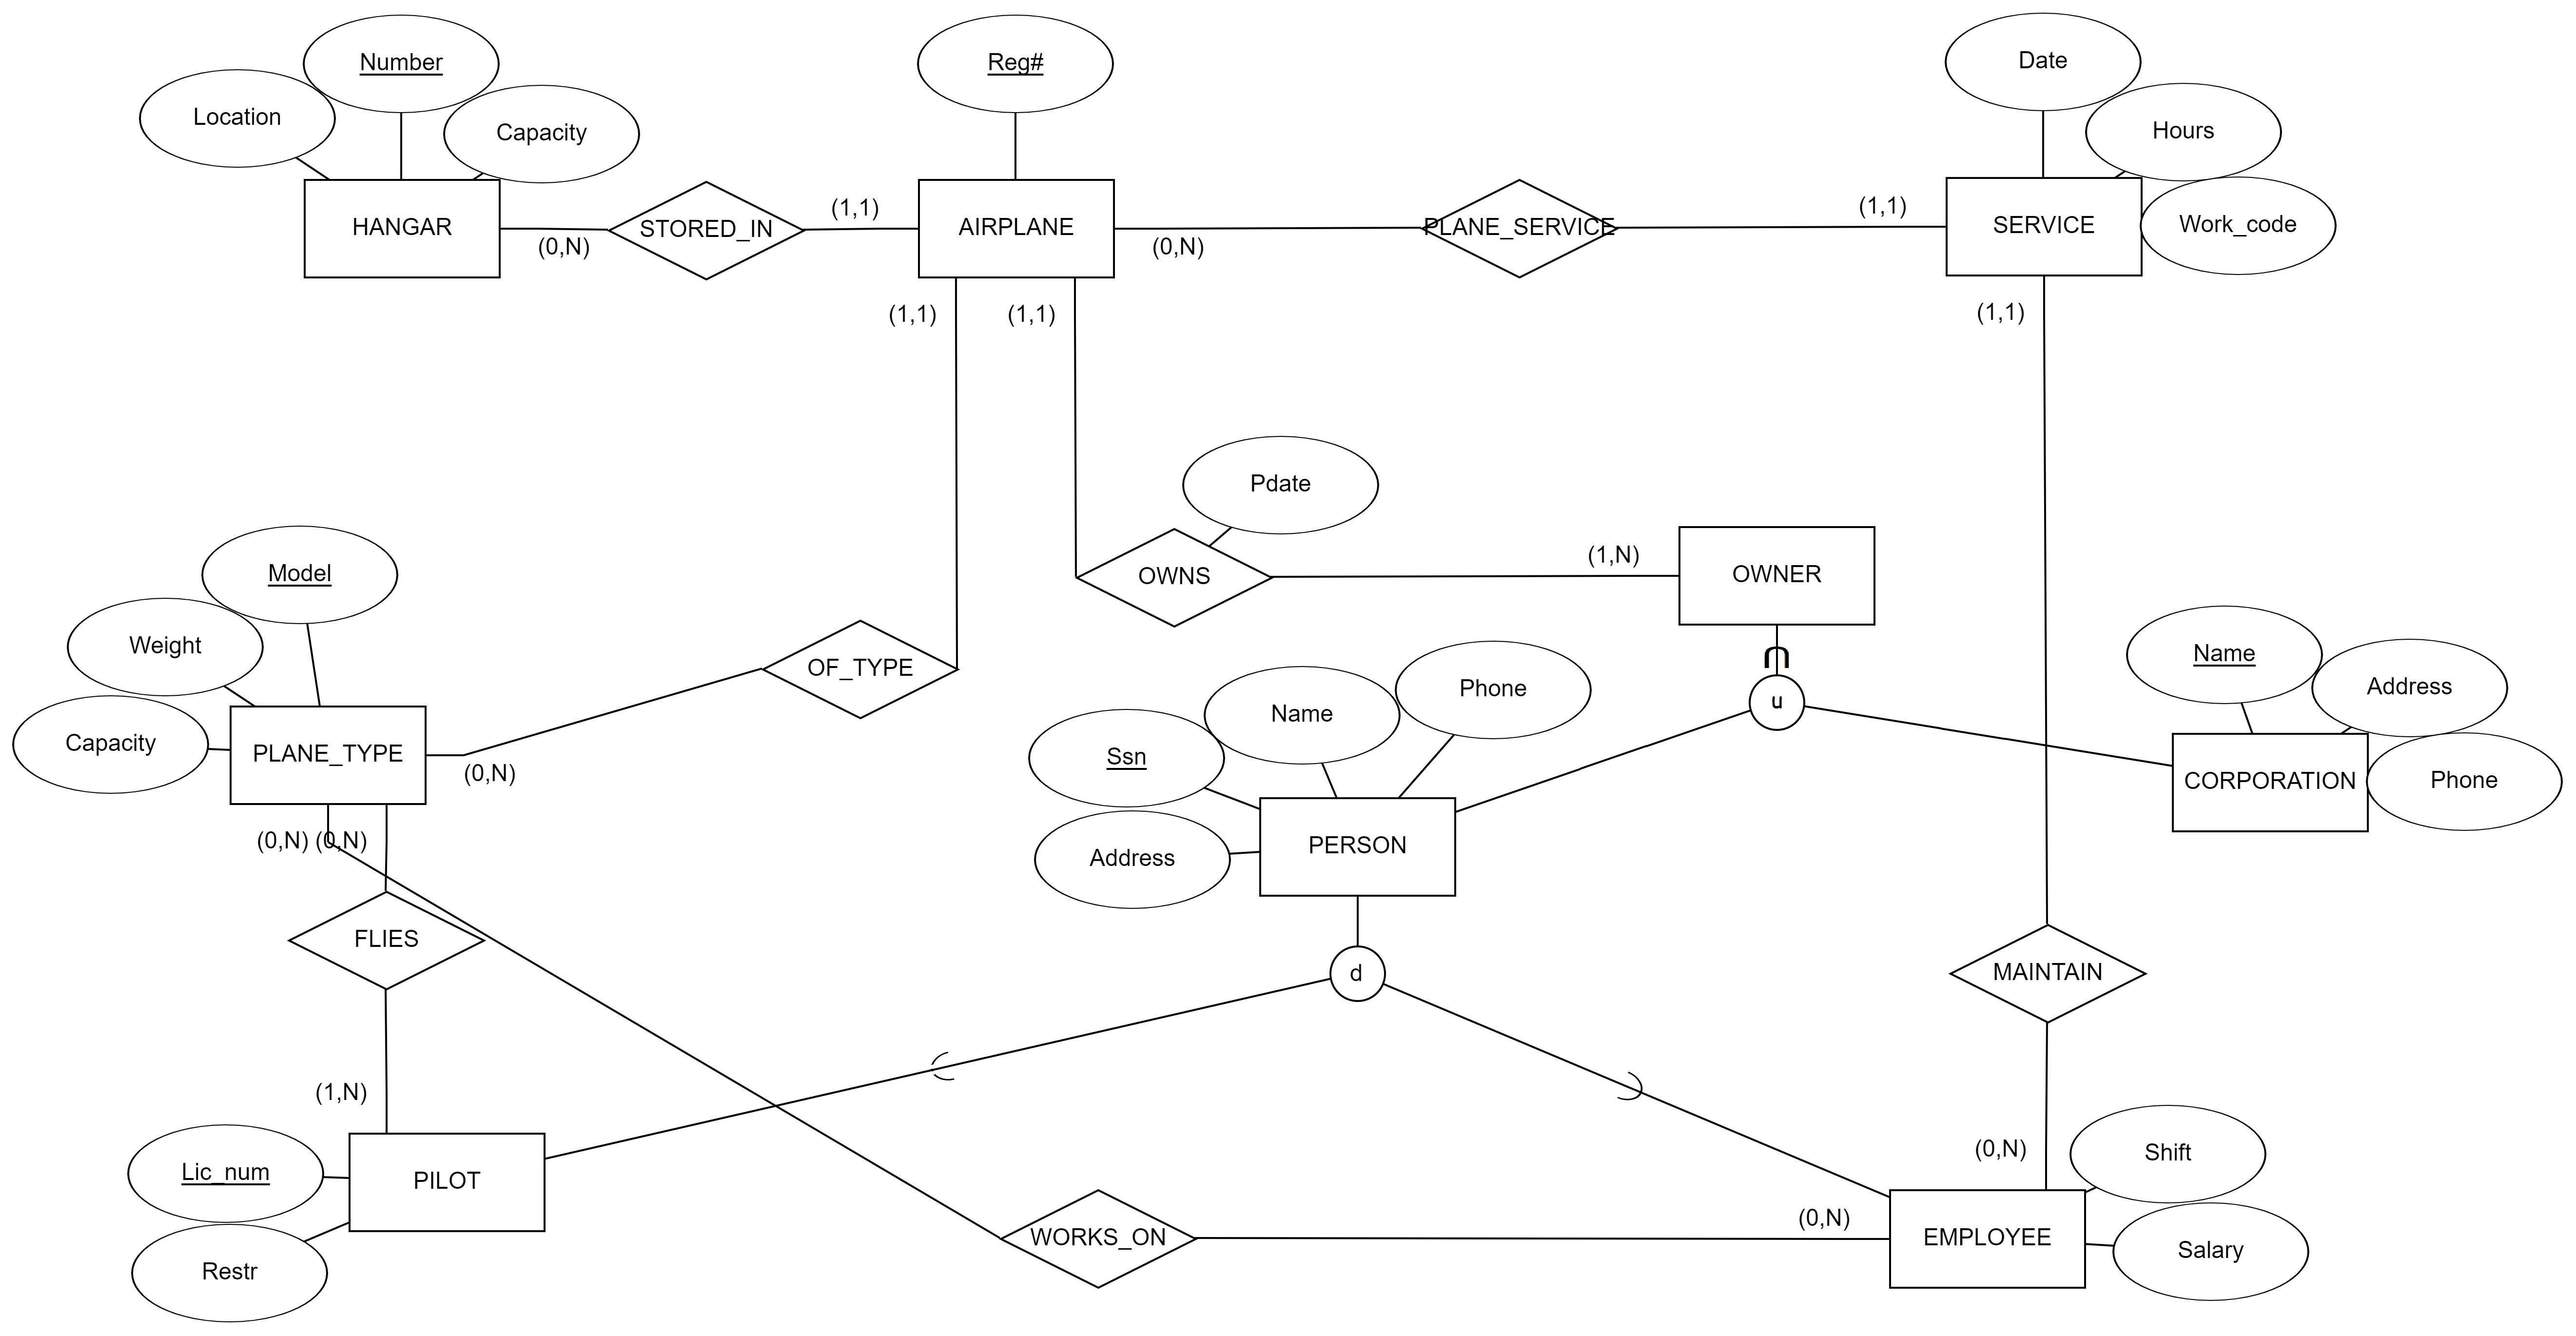 Number
Reg#
Date
Location
Capacity
Hours
HANGAR
STORED_IN
(1,1)
(0,N)
AIRPLANE
(0,N)
PLANE_SERVICE
(1,1)
SERVICE
Work_code
(1,1)
(1,1)
(1,1)
Pdate
Model
OWNS
(1,N)
OWNER
Weight
OF_TYPE
Capacity
PLANE_TYPE
(0,N)
Ssn
Name
Phone
u
Name
Address
CORPORATION
Phone
(0,N)
(0,N)
Address
PERSON
FLIES
d
MAINTAIN
(1,N)
Lic_num
PILOT
Restr
WORKS_ON
(0,N)
(0,N)
Shift
EMPLOYEE
Salary